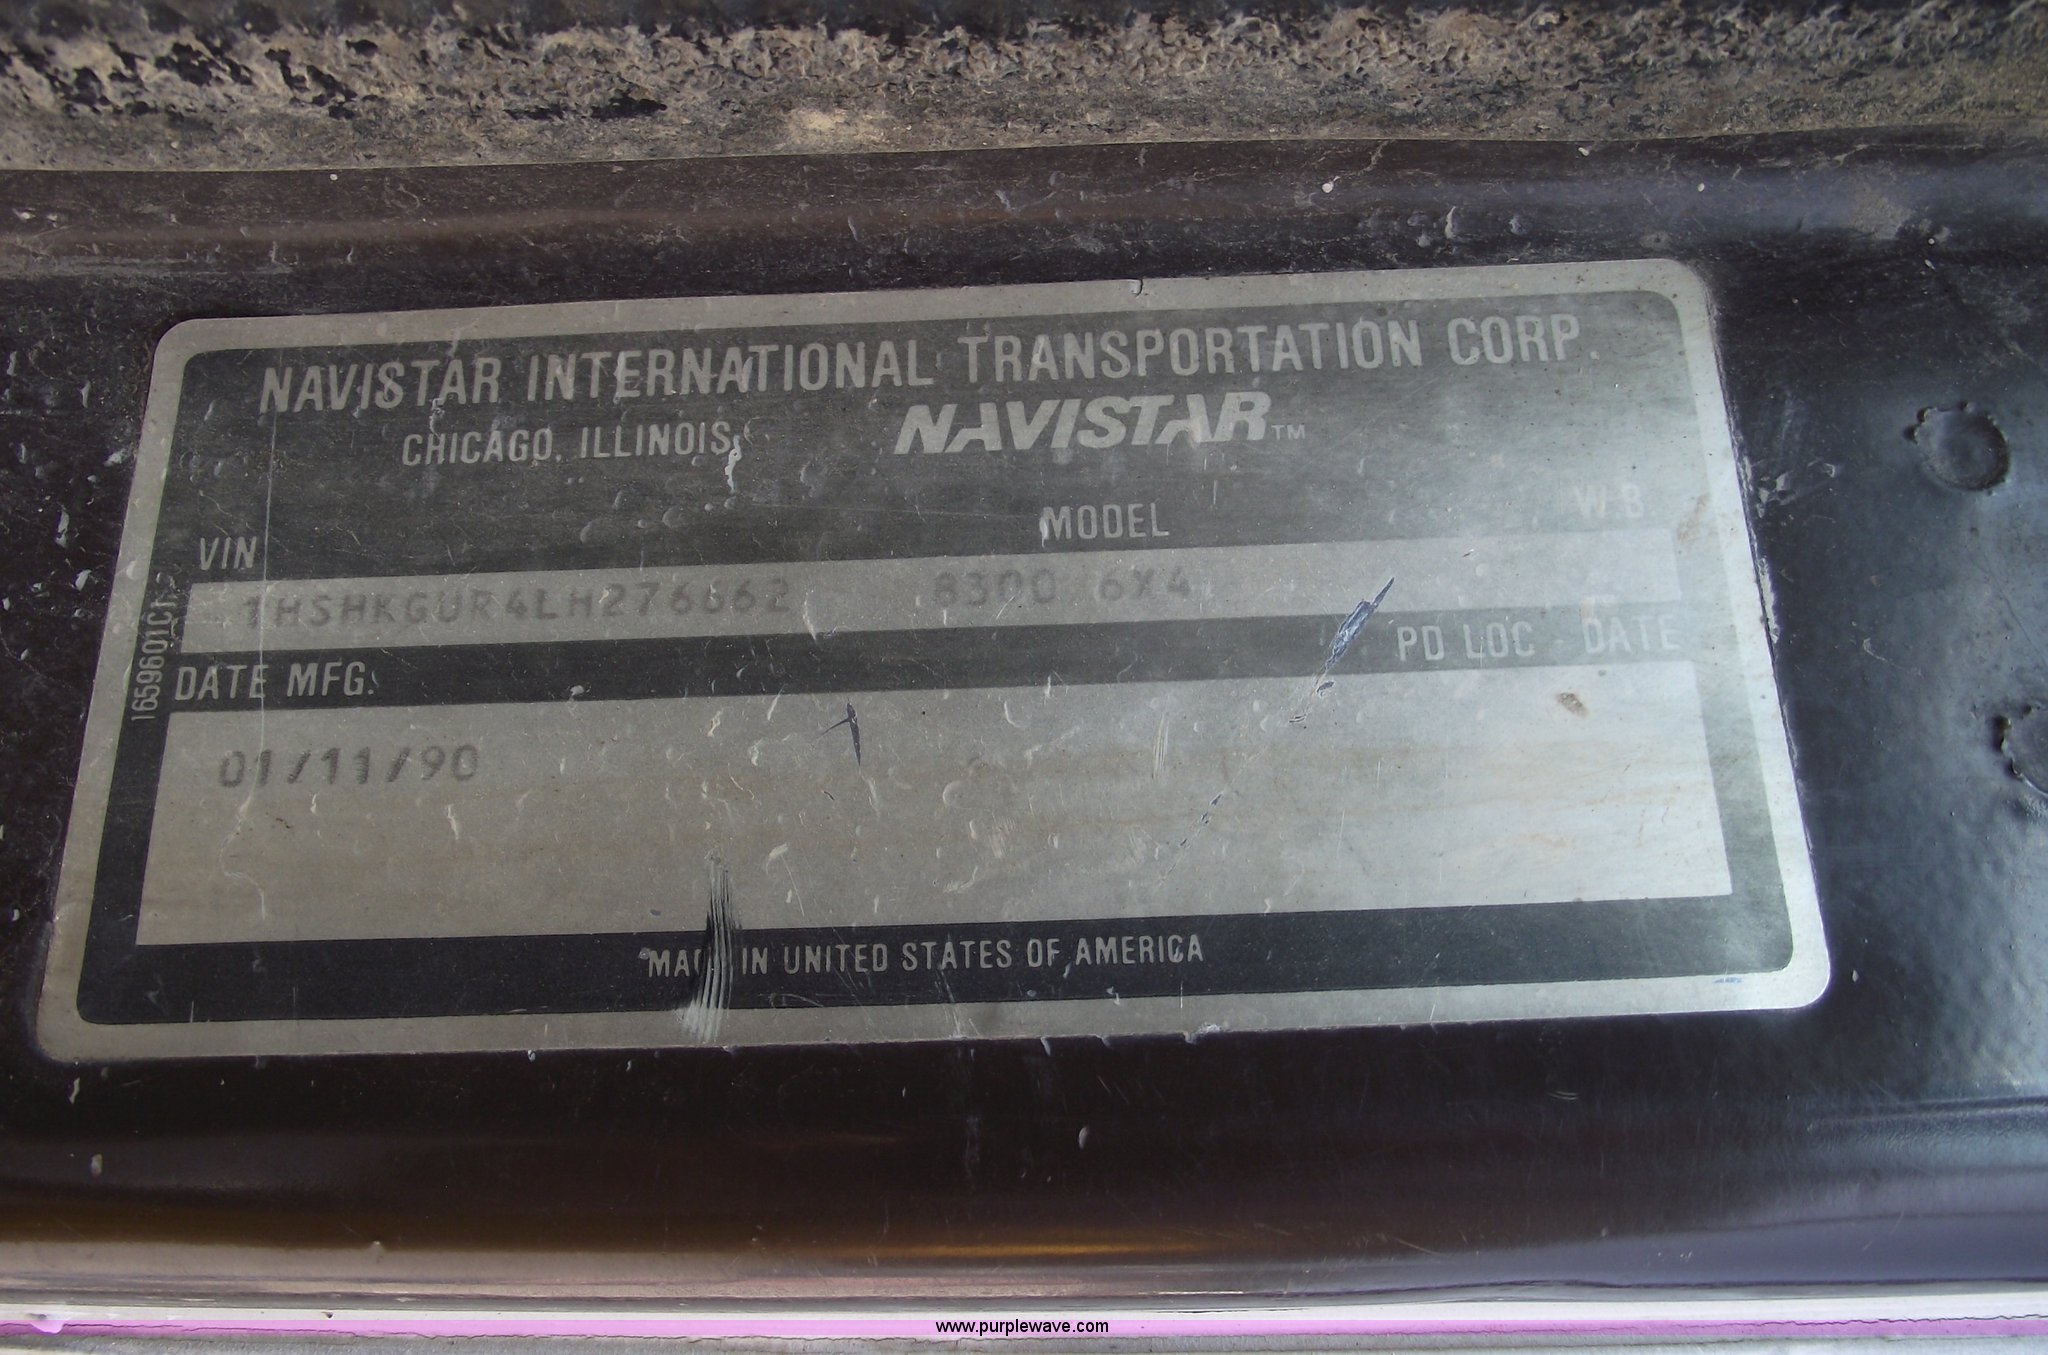 NAVISTAR INTERNATIONAL TRANSPORTATION CORP.
CHICAGO, ILLINOIS
NAVISTAR™
VIN MODEL W-B
1HSHKGUR4LH276662 8300 6X4
DATE MFG. PD LOC - DATE
01/11/90
MADE IN UNITED STATES OF AMERICA
www.purplewave.com